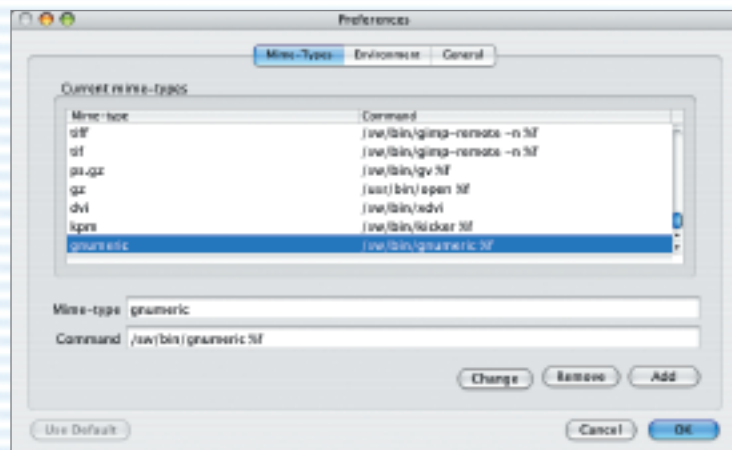 Preferences
Mime-Types Environment General
Current mime-types
Mime-type Command
tiff /sw/bin/gimp-remote -n %f
tif /sw/bin/gimp-remote -n %f
ps.gz /sw/bin/gv %f
gz /usr/bin/open %f
dvi /sw/bin/xdvi
kpm /sw/bin/kicker %f
gnumeric /sw/bin/gnumeric %f
Mime-type gnumeric
Command /sw/bin/gnumeric %f
Change Remove Add
Use Default Cancel OK